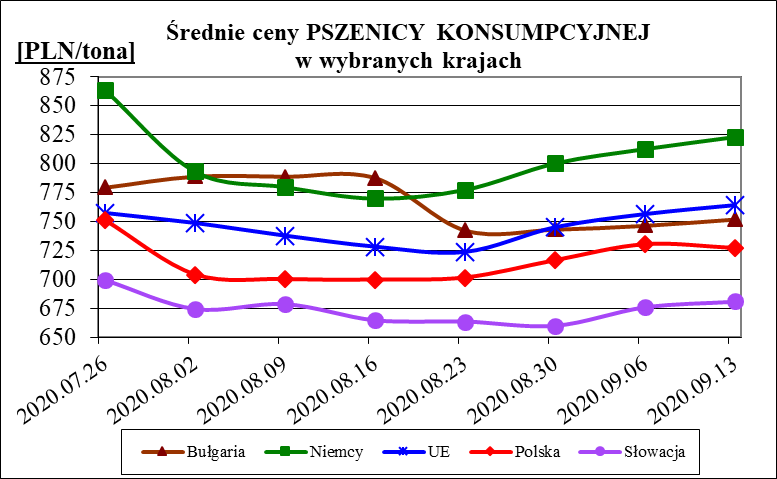 Średnie ceny PSZENICY KONSUMPCYJNEJ
w wybranych krajach
[PLN/tona]
875
850
825
800
775
750
725
700
675
650
2020.07.26 2020.08.02 2020.08.09 2020.08.16 2020.08.23 2020.08.30 2020.09.06 2020.09.13
Bułgaria Niemcy UE Polska Słowacja